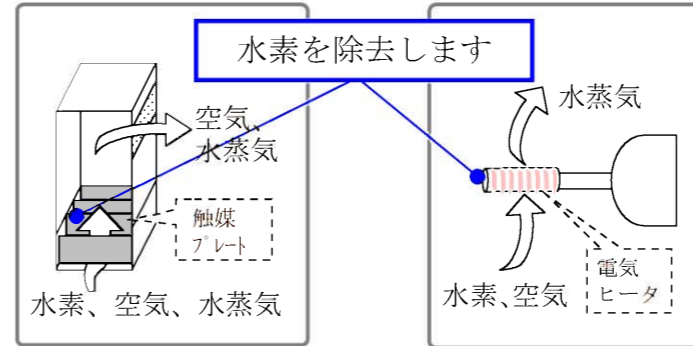 水素を除去します
空気、
水蒸気
触媒
プレート
水素、空気、水蒸気
水蒸気
水素、空気
電気
ヒータ